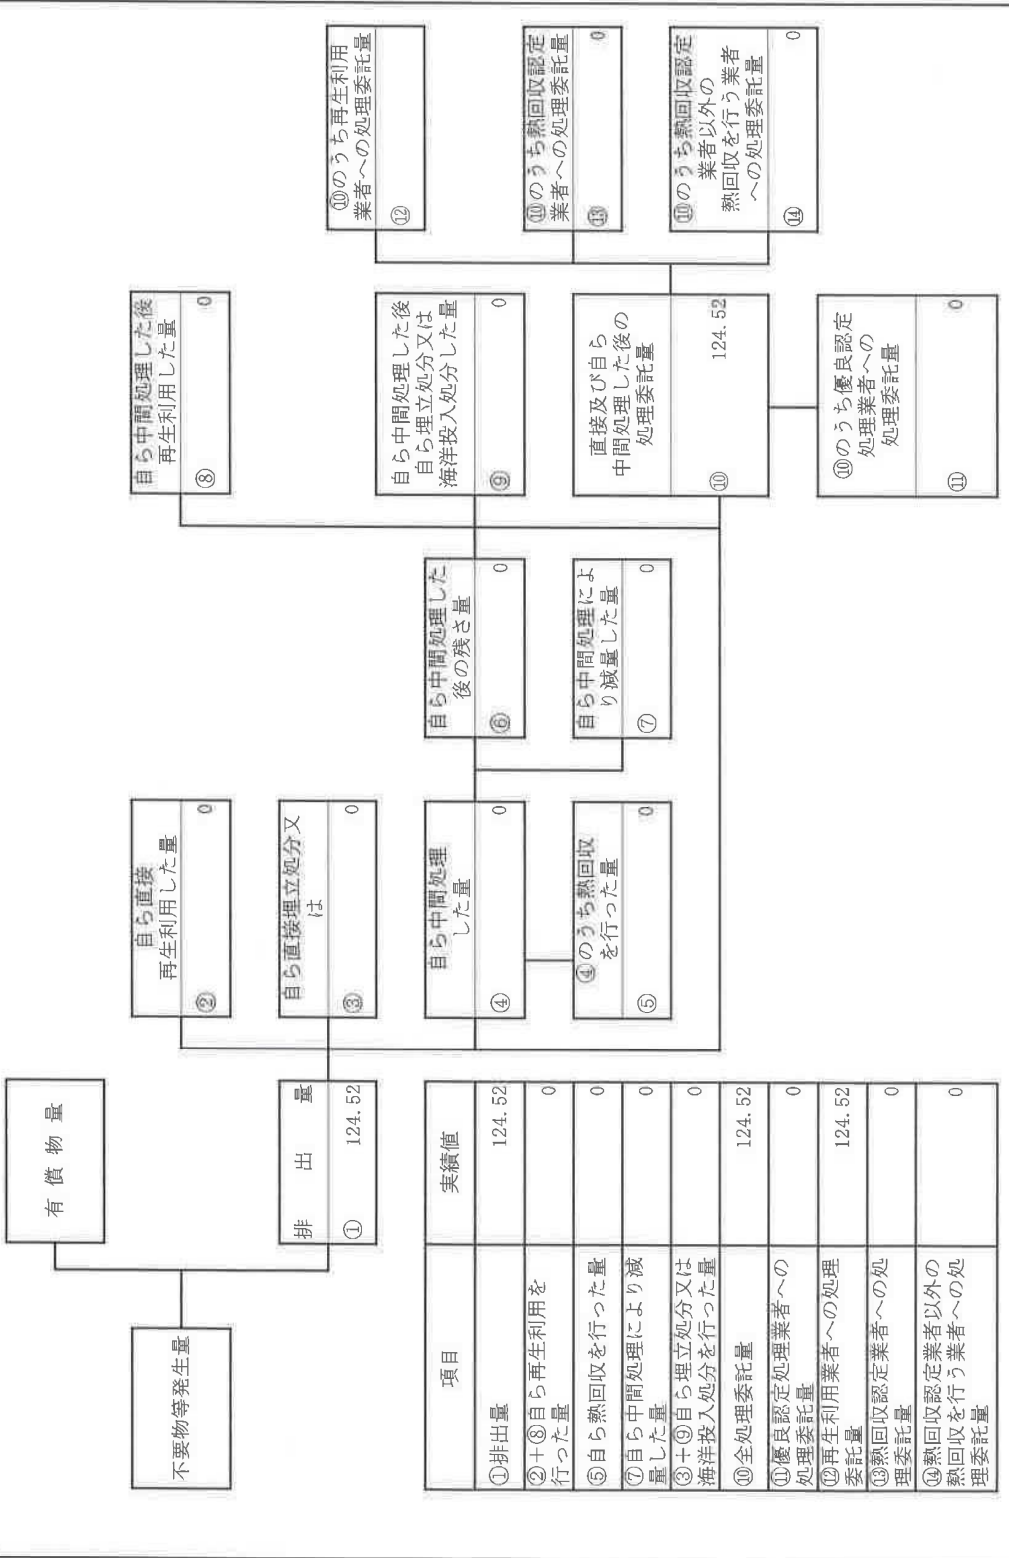 有償物量
不要物等発生量
排出量
① 124.52
自ら直接
再生利用した量
② 0
自ら直接埋立処分又
は
③ 0
自ら中間処理
した量
④ 0
④のうち熱回収
を行った量
⑤ 0
自ら中間処理した
後の残さ量
⑥ 0
自ら中間処理によ
り減量した量
⑦ 0
自ら中間処理した後
再生利用した量
⑧ 0
自ら中間処理した後
自ら埋立処分又は
海洋投入処分した量
⑨ 0
直接及び自ら
中間処理した後の
処理委託量
⑩ 124.52
⑩のうち優良認定
処理業者への
処理委託量
⑪ 0
⑩のうち再生利用
業者への処理委託量
⑫
⑩のうち熱回収認定
業者への処理委託量
⑬ 0
⑩のうち熱回収認定
業者以外の
熱回収を行う業者
への処理委託量
⑭ 0
項目 実績値
①排出量 124.52
②+⑧自ら再生利用を
行った量 0
⑤自ら熱回収を行った量 0
⑦自ら中間処理により減
量した量 0
③+⑨自ら埋立処分又は
海洋投入処分を行った量 0
⑩全処理委託量 124.52
⑪優良認定処理業者への
処理委託量 0
⑫再生利用業者への処理
委託量 124.52
⑬熱回収認定業者への処
理委託量 0
⑭熱回収認定業者以外の
熱回収を行う業者への処
理委託量 0